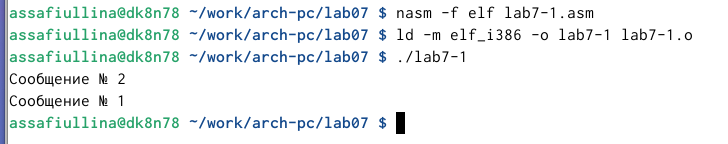 assafiullina@dk8n78 ~/work/arch-pc/lab07 $ nasm -f elf lab7-1.asm
assafiullina@dk8n78 ~/work/arch-pc/lab07 $ ld -m elf_i386 -o lab7-1 lab7-1.o
assafiullina@dk8n78 ~/work/arch-pc/lab07 $ ./lab7-1
Сообщение № 2
Сообщение № 1
assafiullina@dk8n78 ~/work/arch-pc/lab07 $